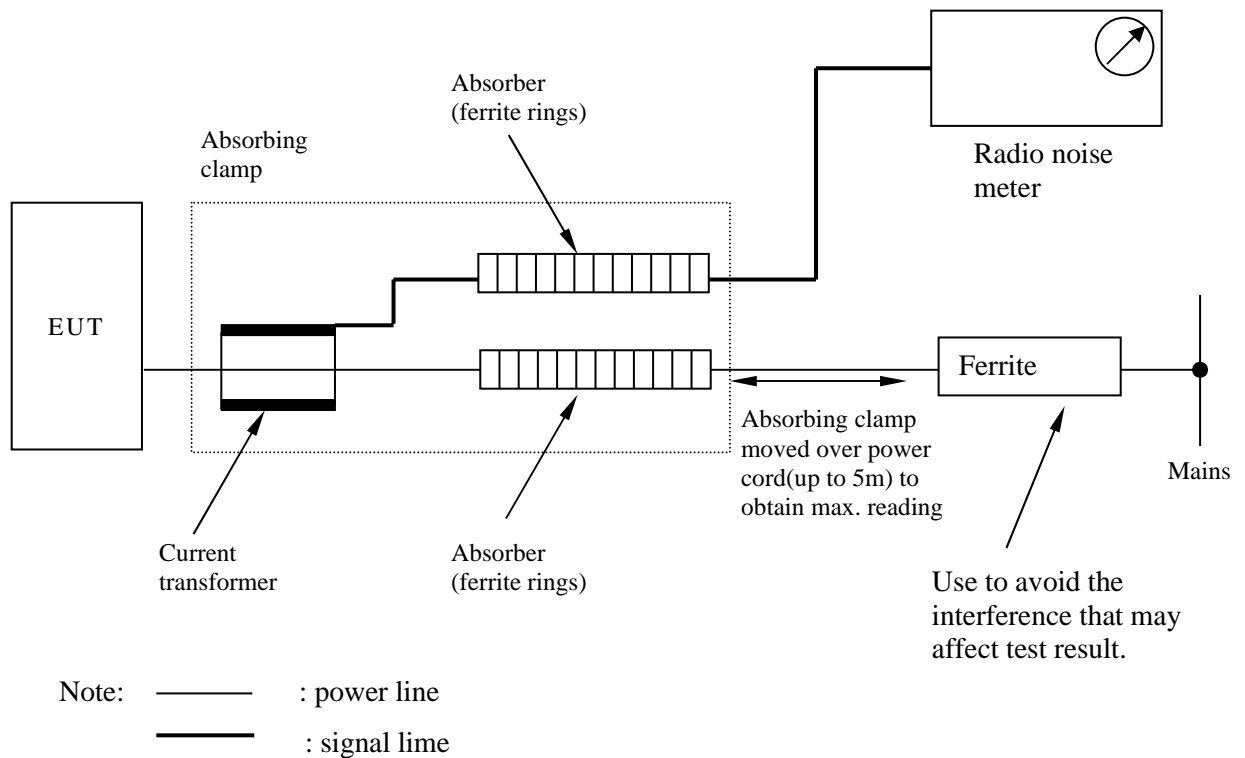 Absorber
(ferrite rings)
Absorbing
clamp
Radio noise
meter
EUT
Ferrite
Absorbing clamp
moved over power
cord(up to 5m) to
obtain max. reading
Mains
Current
transformer
Absorber
(ferrite rings)
Use to avoid the
interference that may
affect test result.
Note: : power line
: signal lime